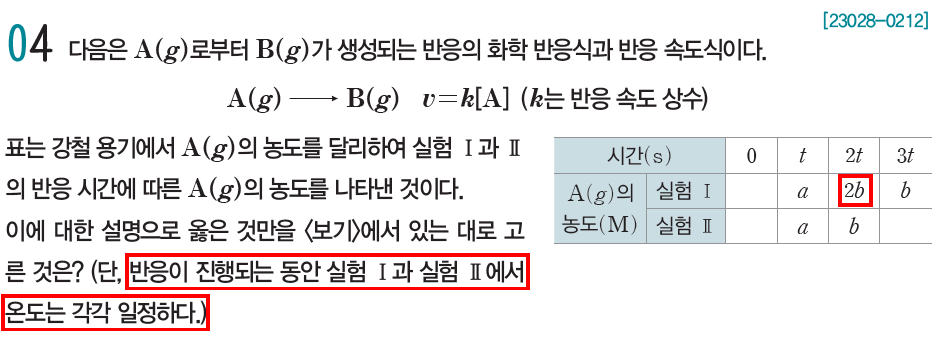 [23028-0212]
04 다음은 A(g)로부터 B(g)가 생성되는 반응의 화학 반응식과 반응 속도식이다.
A(g) ⟶ B(g) v=k[A] (k는 반응 속도 상수)
표는 강철 용기에서 A(g)의 농도를 달리하여 실험 Ⅰ과 Ⅱ
의 반응 시간에 따른 A(g)의 농도를 나타낸 것이다.
이에 대한 설명으로 옳은 것만을 〈보기〉에서 있는 대로 고
른 것은? (단, 반응이 진행되는 동안 실험 Ⅰ과 실험 Ⅱ에서
온도는 각각 일정하다.)
시간(s) 0 t 2t 3t
A(g)의 농도(M) 실험 Ⅰ a 2b b
실험 Ⅱ a b